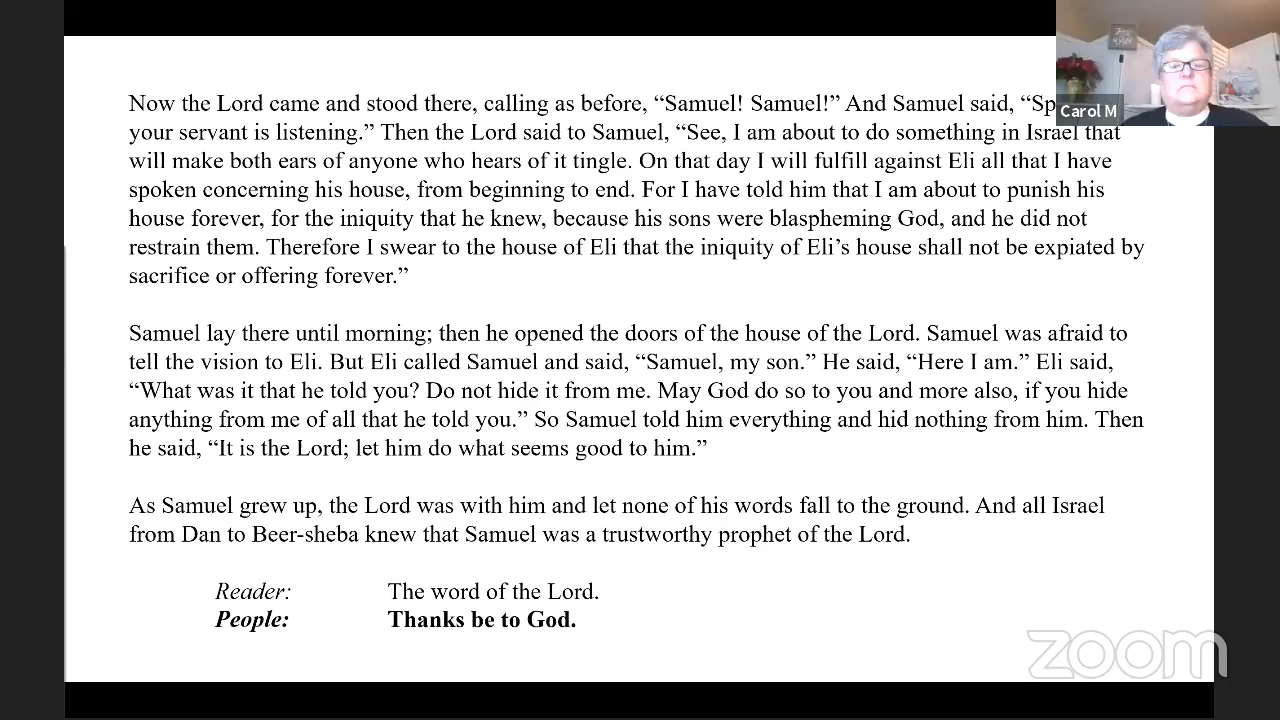 Now the Lord came and stood there, calling as before, “Samuel! Samuel!” And Samuel said, “Sp
your servant is listening.” Then the Lord said to Samuel, “See, I am about to do something in Israel that
will make both ears of anyone who hears of it tingle. On that day I will fulfill against Eli all that I have
spoken concerning his house, from beginning to end. For I have told him that I am about to punish his
house forever, for the iniquity that he knew, because his sons were blaspheming God, and he did not
restrain them. Therefore I swear to the house of Eli that the iniquity of Eli’s house shall not be expiated by
sacrifice or offering forever.”
Samuel lay there until morning; then he opened the doors of the house of the Lord. Samuel was afraid to
tell the vision to Eli. But Eli called Samuel and said, “Samuel, my son.” He said, “Here I am.” Eli said,
“What was it that he told you? Do not hide it from me. May God do so to you and more also, if you hide
anything from me of all that he told you.” So Samuel told him everything and hid nothing from him. Then
he said, “It is the Lord; let him do what seems good to him.”
As Samuel grew up, the Lord was with him and let none of his words fall to the ground. And all Israel
from Dan to Beer-sheba knew that Samuel was a trustworthy prophet of the Lord.
Reader: The word of the Lord.
People: Thanks be to God.
Carol M
zoom